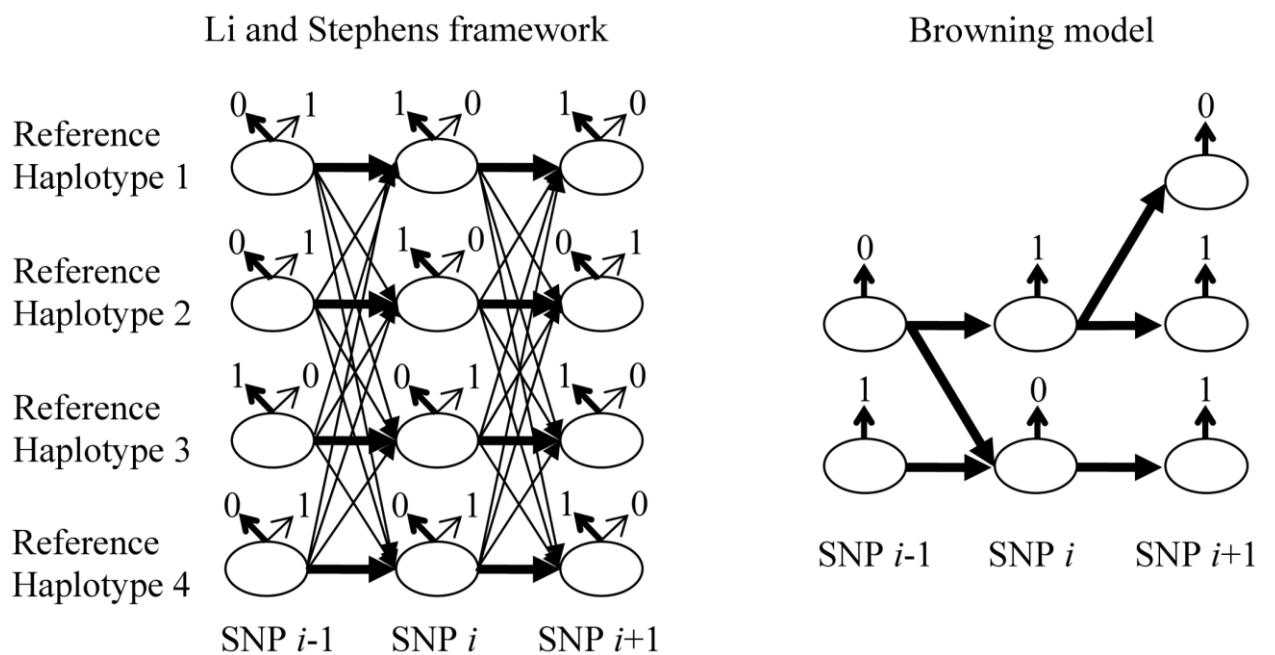 Li and Stephens framework
Browning model
Reference
Haplotype 1
0 1 1 0 1 0
Reference
Haplotype 2
0 1 1 0 0 1
Reference
Haplotype 3
1 0 0 1 1 0
Reference
Haplotype 4
0 1 0 1 1 0
SNP i-1 SNP i SNP i+1
0
0 1 1
1 0 1
SNP i-1 SNP i SNP i+1